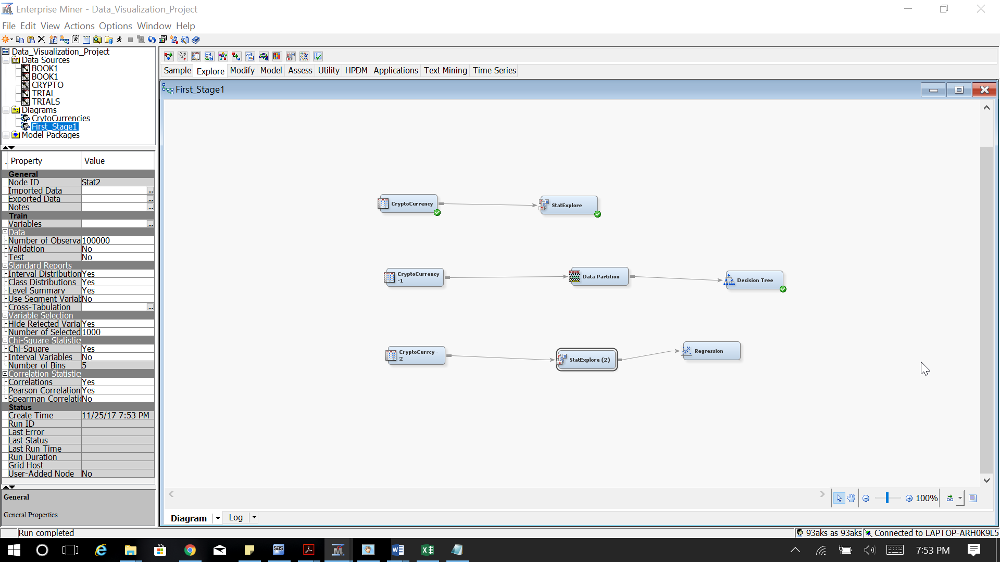 Enterprise Miner - Data_Visualization_Project
File Edit View Actions Options Window Help
Data_Visualization_Project
Data Sources
BOOK1
BOOK1
CRYPTO
TRIAL
TRIALS
Diagrams
CrytoCurrencies
First_Stage1
Model Packages
. Property Value
General
Node ID Stat2
Imported Data ...
Exported Data ...
Notes ...
Train
Variables ...
Data
Number of Observa 100000
Validation No
Test No
Standard Reports
Interval Distribution Yes
Class Distributions Yes
Level Summary Yes
Use Segment Variab No
Cross-Tabulation ...
Variable Selection
Hide Rejected Varial Yes
Number of Selected 1000
Chi-Square Statistics
Chi-Square Yes
Interval Variables No
Number of Bins 5
Correlation Statistics
Correlations Yes
Pearson Correlation Yes
Spearman Correlatio No
Status
Create Time 11/25/17 7:53 PM
Run ID
Last Error
Last Status
Last Run Time
Run Duration
Grid Host
User-Added Node No
General
General Properties
Sample Explore Modify Model Assess Utility HPDM Applications Text Mining Time Series
First_Stage1
CryptoCurrency
StatExplore
CryptoCurrency
-1
Data Partition
Decision Tree
CryptoCurrcy -
2
StatExplore (2)
Regression
100%
Diagram Log
Run completed
93aks as 93aks
Connected to LAPTOP-ARH0K9L5
sas
7:53 PM